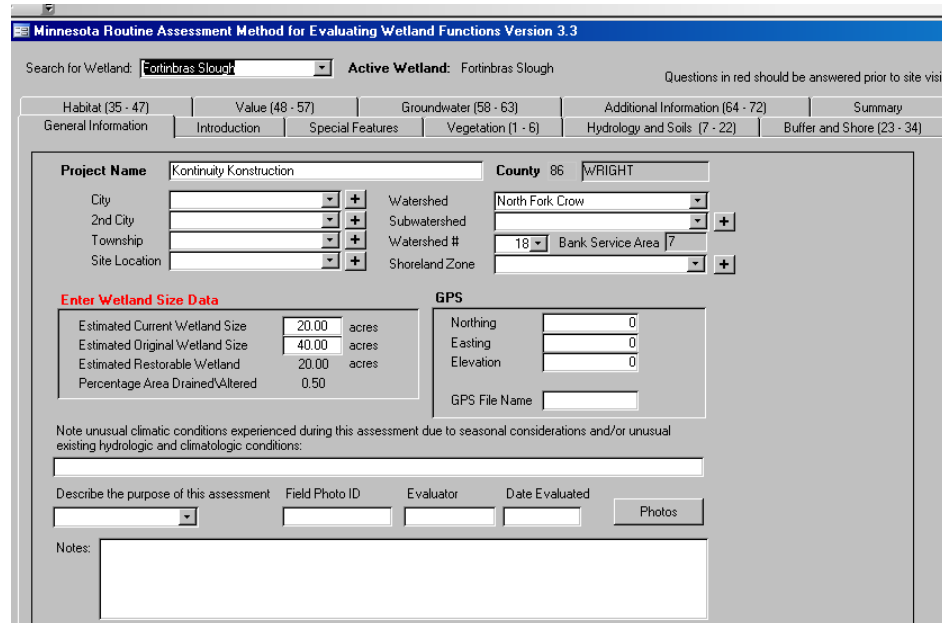 Minnesota Routine Assessment Method for Evaluating Wetland Functions Version 3.3
Search for Wetland: Fortinbras Slough Active Wetland: Fortinbras Slough
Questions in red should be answered prior to site visi
Habitat (35 - 47) Value (48 - 57) Groundwater (58 - 63) Additional Information (64 - 72) Summary
General Information Introduction Special Features Vegetation (1 - 6) Hydrology and Soils (7 - 22) Buffer and Shore (23 - 34)
Project Name Kontinuity Konstruction County 86 WRIGHT
City + Watershed North Fork Crow
2nd City + Subwatershed +
Township + Watershed # 18 Bank Service Area 7
Site Location + Shoreland Zone +
Enter Wetland Size Data GPS
Estimated Current Wetland Size 20.00 acres Northing 0
Estimated Original Wetland Size 40.00 acres Easting 0
Estimated Restorable Wetland 20.00 acres Elevation 0
Percentage Area Drained\Altered 0.50
GPS File Name
Note unusual climatic conditions experienced during this assessment due to seasonal considerations and/or unusual
existing hydrologic and climatologic conditions:
Describe the purpose of this assessment Field Photo ID Evaluator Date Evaluated
Photos
Notes: